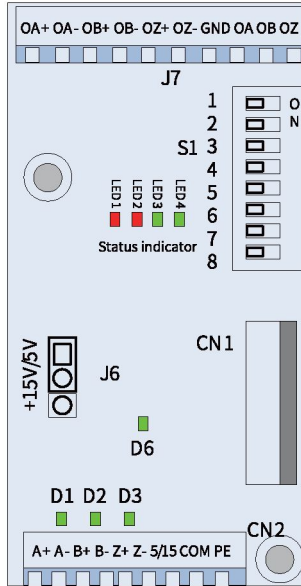 OA+ OA- OB+ OB- OZ+ OZ- GND OA OB OZ
J7
1
2
S1 3
4
5
6
7
8
O
N
LED1
LED2
LED3
LED4
Status indicator
+15V/5V
J6
CN1
D6
D1 D2 D3
CN2
A+ A- B+ B- Z+ Z- 5/15 COM PE